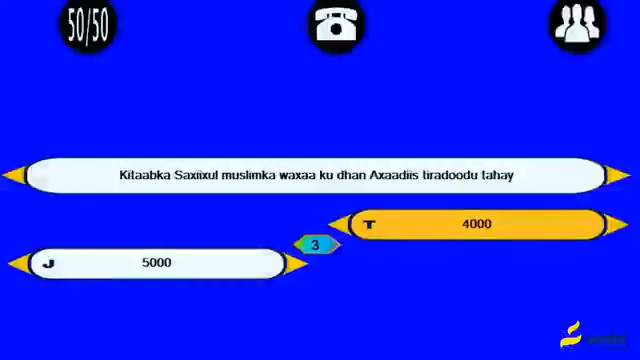 50/50
Kitaabka Saxiixul muslimka waxaa ku dhan Axaadiis tiradoodu tahay
T 4000
3
J 5000